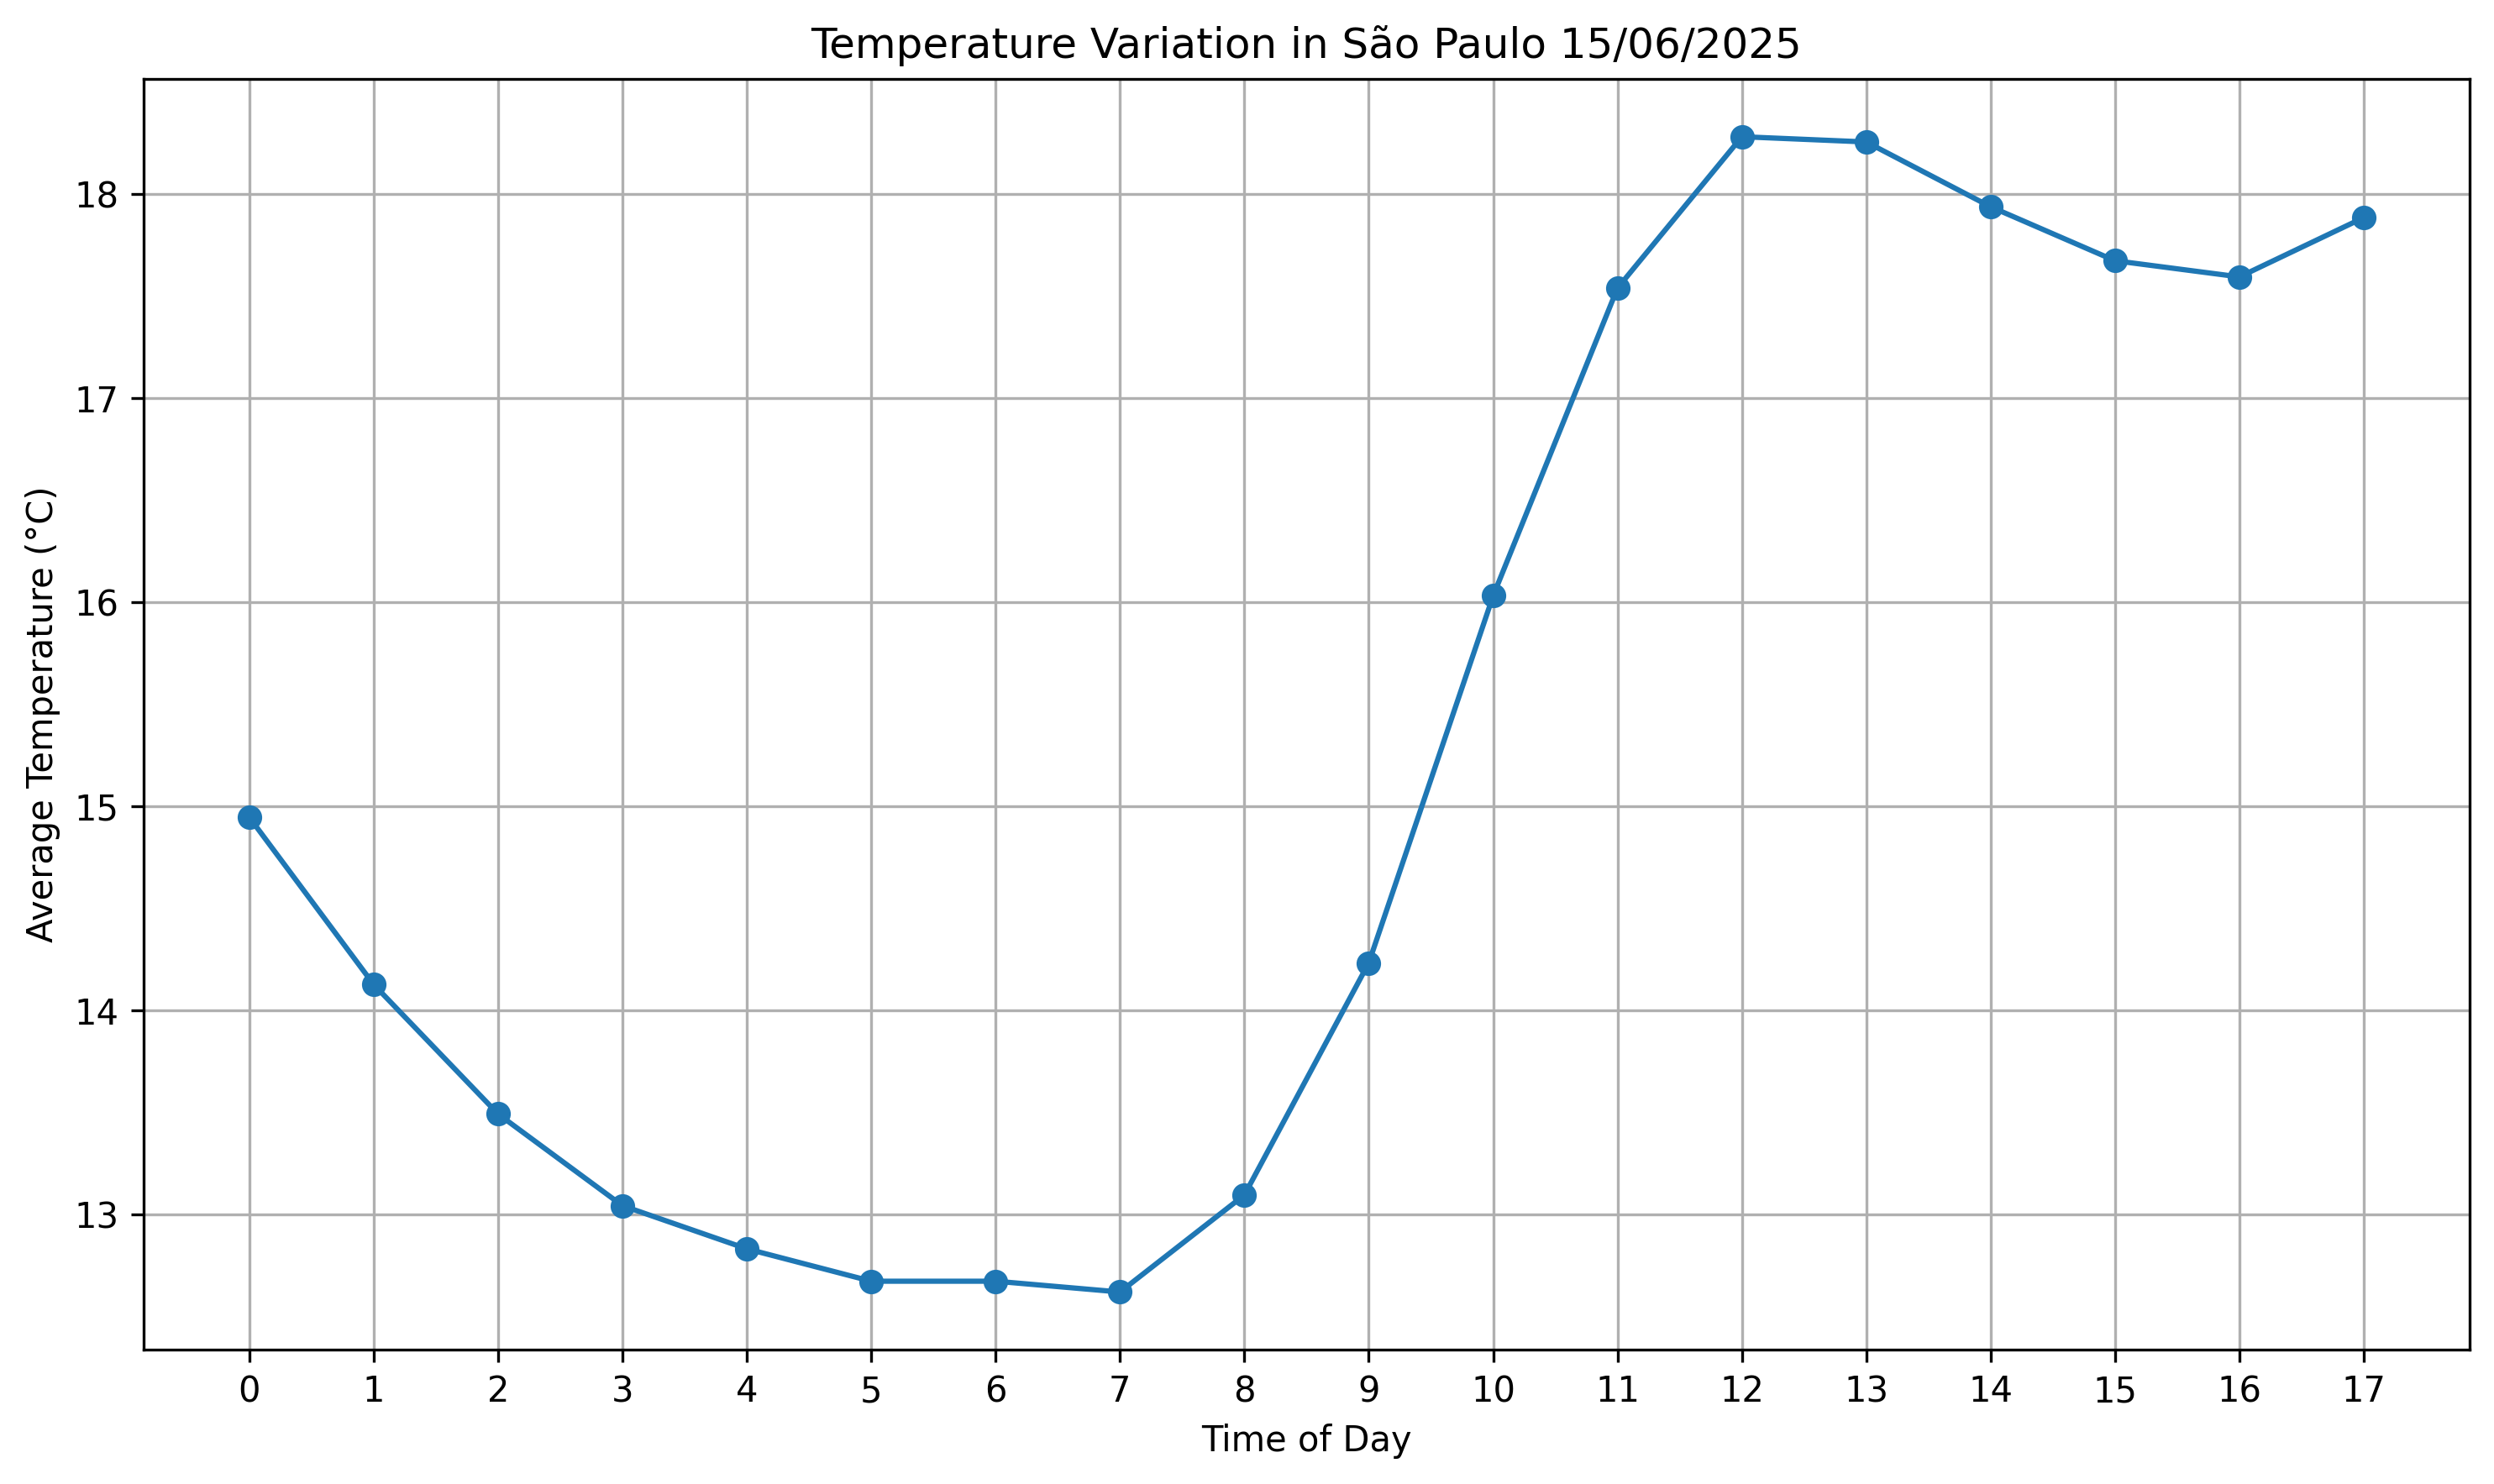 Temperature Variation in São Paulo 15/06/2025
Average Temperature (°C)
18
17
16
15
14
13
0 1 2 3 4 5 6 7 8 9 10 11 12 13 14 15 16 17
Time of Day